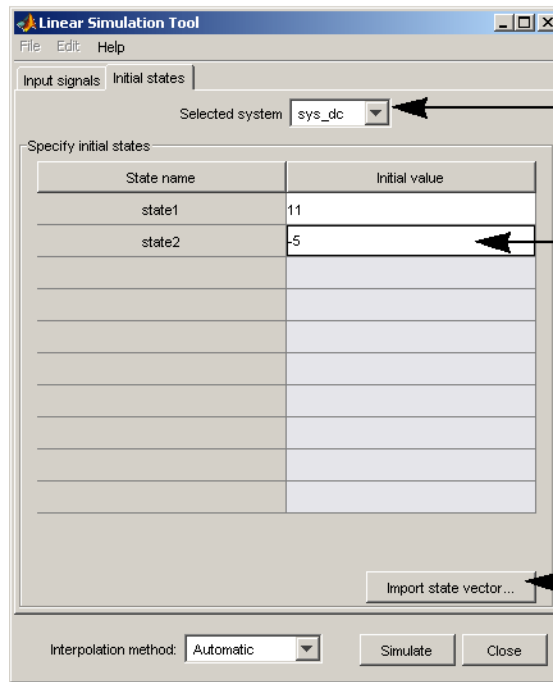 Linear Simulation Tool
File Edit Help
Input signals Initial states
Selected system sys_dc
Specify initial states
State name Initial value
state1 11
state2 -5
Import state vector...
Interpolation method: Automatic Simulate Close